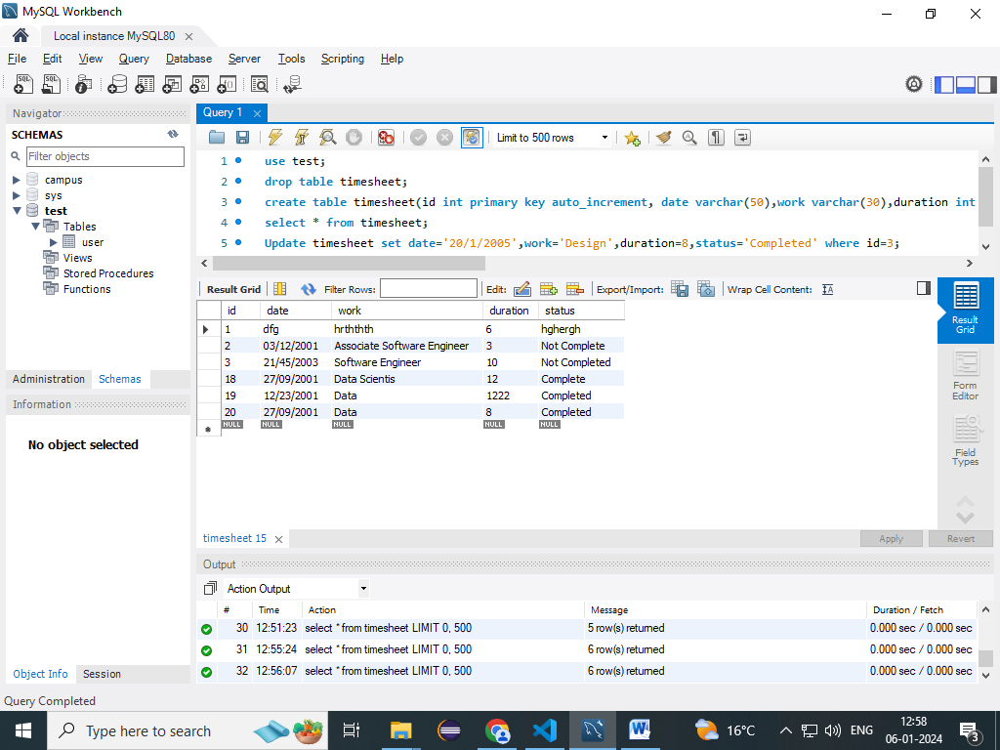 MySQL Workbench
Local instance MySQL80
File Edit View Query Database Server Tools Scripting Help
Navigator
SCHEMAS
Filter objects
campus
sys
test
Tables
user
Views
Stored Procedures
Functions
Administration Schemas
Information
No object selected
Object Info Session
Query 1
Limit to 500 rows
1 use test;
2 drop table timesheet;
3 create table timesheet(id int primary key auto_increment, date varchar(50),work varchar(30),duration int
4 select * from timesheet;
5 Update timesheet set date='20/1/2005',work='Design',duration=8,status='Completed' where id=3;
Result Grid Filter Rows: Edit: Export/Import: Wrap Cell Content:
id date work duration status
1 dfg hrththth 6 hghergh
2 03/12/2001 Associate Software Engineer 3 Not Complete
3 21/45/2003 Software Engineer 10 Not Completed
18 27/09/2001 Data Scientis 12 Complete
19 12/23/2001 Data 1222 Completed
20 27/09/2001 Data 8 Completed
NULL NULL NULL NULL NULL
Result
Grid
Form
Editor
Field
Types
timesheet 15
Apply Revert
Output
Action Output
# Time Action Message Duration / Fetch
30 12:51:23 select * from timesheet LIMIT 0, 500 5 row(s) returned 0.000 sec / 0.000 sec
31 12:55:24 select * from timesheet LIMIT 0, 500 6 row(s) returned 0.000 sec / 0.000 sec
32 12:56:07 select * from timesheet LIMIT 0, 500 6 row(s) returned 0.000 sec / 0.000 sec
Query Completed
Type here to search
16°C
ENG
12:58
06-01-2024
3